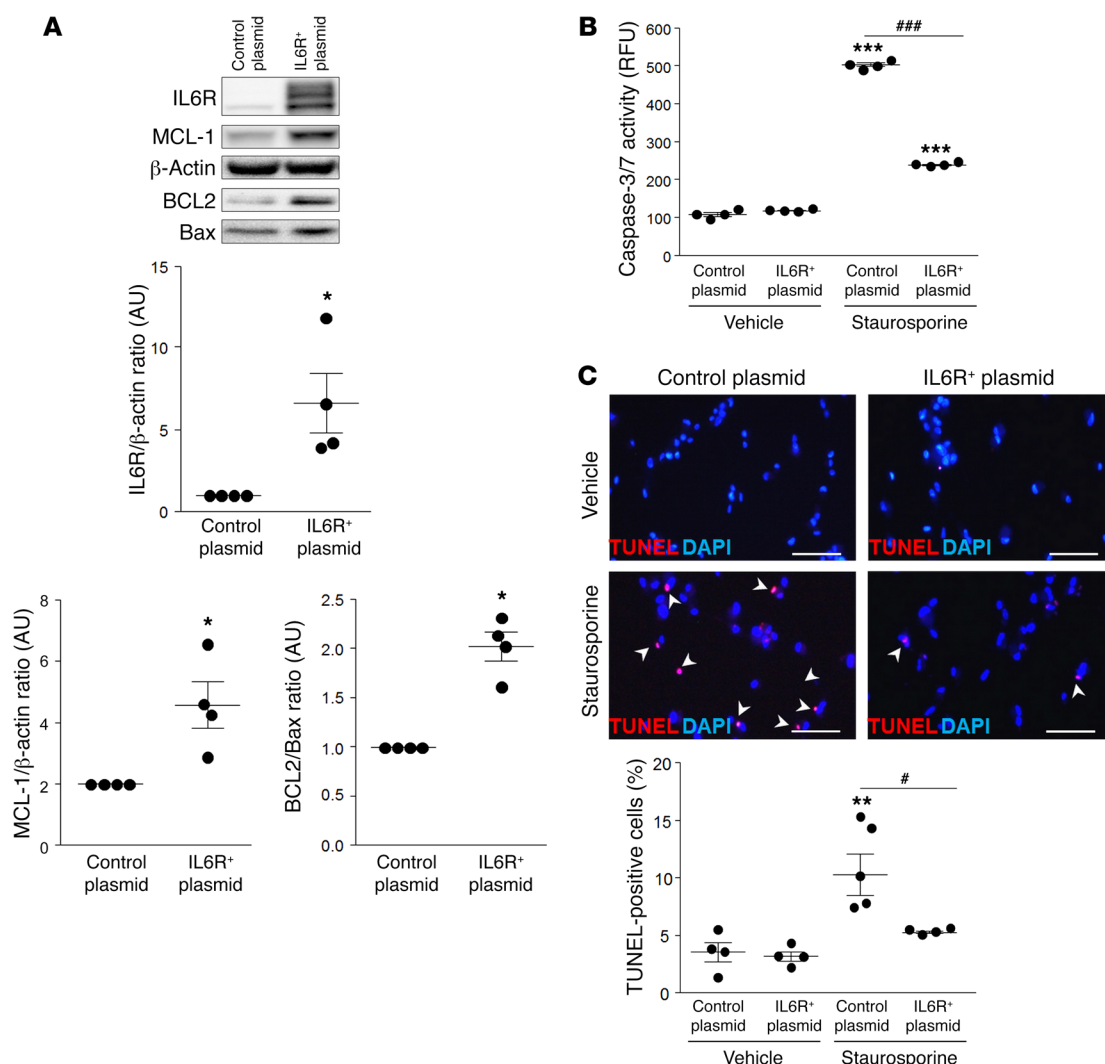 A
Control
plasmid
IL6R+
plasmid
IL6R
MCL-1
β-Actin
BCL2
Bax
IL6R/β-actin ratio (AU)
15
10
5
0
*
Control
plasmid
IL6R+
plasmid
MCL-1/β-actin ratio (AU)
8
6
4
2
0
*
Control
plasmid
IL6R+
plasmid
BCL2/Bax ratio (AU)
2.5
2.0
1.5
1.0
0.5
0.0
*
Control
plasmid
IL6R+
plasmid
B
Caspase-3/7 activity (RFU)
600
500
400
300
200
100
0
***
###
***
Control
plasmid
IL6R+
plasmid
Control
plasmid
IL6R+
plasmid
Vehicle
Staurosporine
C
Control plasmid
IL6R+ plasmid
Vehicle
TUNEL DAPI
TUNEL DAPI
Staurosporine
TUNEL DAPI
TUNEL DAPI
TUNEL-positive cells (%)
20
15
10
5
0
**
#
Control
plasmid
IL6R+
plasmid
Control
plasmid
IL6R+
plasmid
Vehicle
Staurosporine